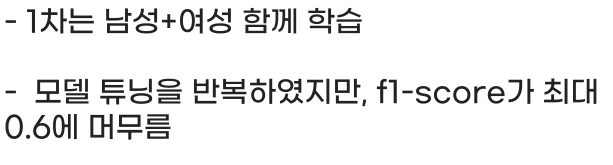 - 1차는 남성+여성 함께 학습
- 모델 튜닝을 반복하였지만, f1-score가 최대
0.6에 머무름